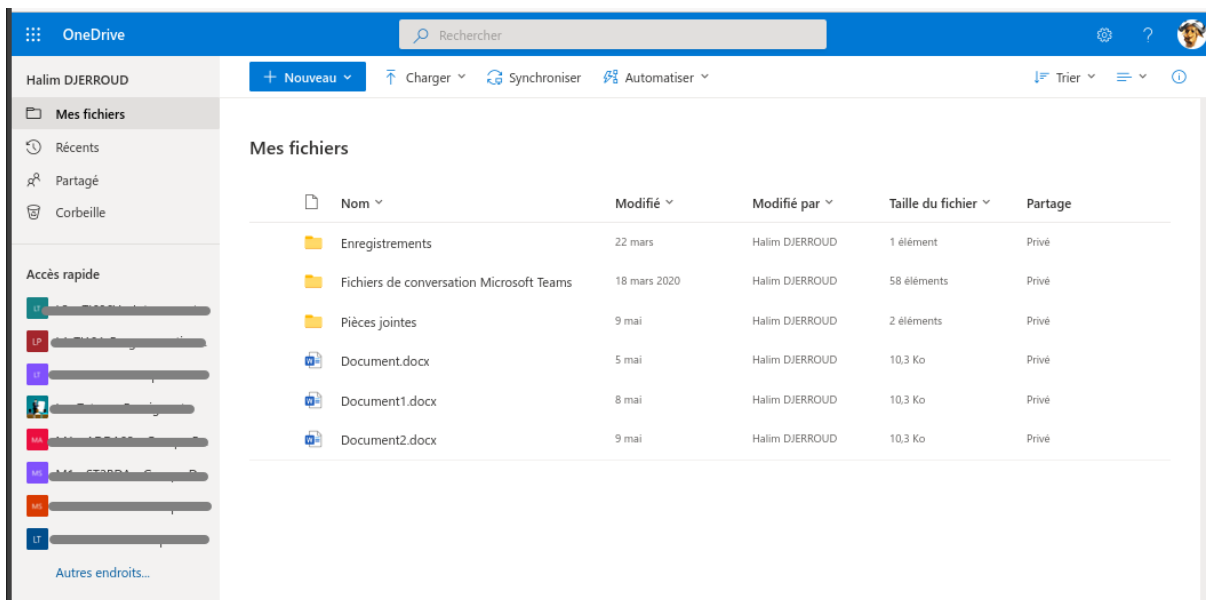 OneDrive
Rechercher
?
Halim DJERROUD
Nouveau
Charger
Synchroniser
Automatiser
Trier
Mes fichiers
Récents
Partagé
Corbeille
Accès rapide
LT
LP
LT
MA
MS
MS
LT
Autres endroits...
Mes fichiers
Nom Modifié Modifié par Taille du fichier Partage
Enregistrements 22 mars Halim DJERROUD 1 élément Privé
Fichiers de conversation Microsoft Teams 18 mars 2020 Halim DJERROUD 58 éléments Privé
Pièces jointes 9 mai Halim DJERROUD 2 éléments Privé
Document.docx 5 mai Halim DJERROUD 10,3 Ko Privé
Document1.docx 8 mai Halim DJERROUD 10,3 Ko Privé
Document2.docx 9 mai Halim DJERROUD 10,3 Ko Privé